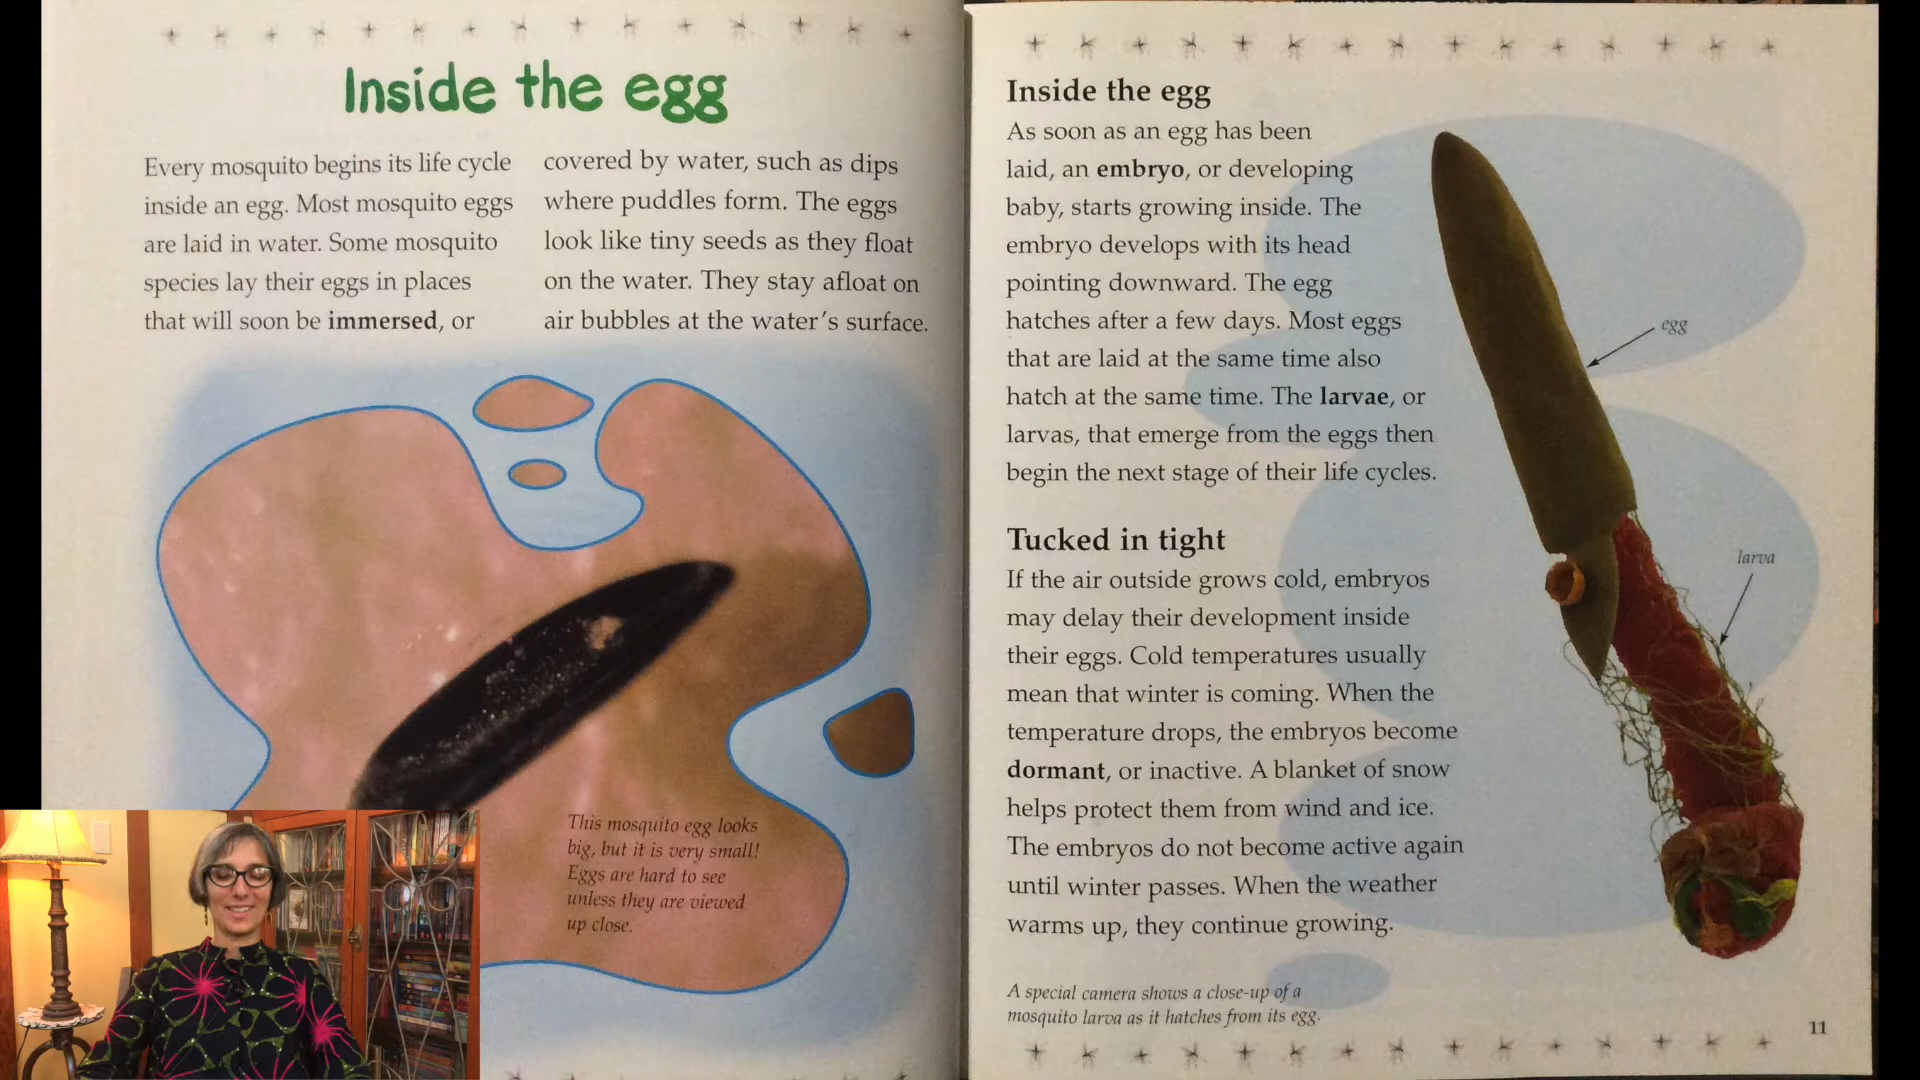 Inside the egg
Every mosquito begins its life cycle
inside an egg. Most mosquito eggs
are laid in water. Some mosquito
species lay their eggs in places
that will soon be immersed, or
covered by water, such as dips
where puddles form. The eggs
look like tiny seeds as they float
on the water. They stay afloat on
air bubbles at the water's surface.
This mosquito egg looks
big, but it is very small!
Eggs are hard to see
unless they are viewed
up close.
Inside the egg
As soon as an egg has been
laid, an embryo, or developing
baby, starts growing inside. The
embryo develops with its head
pointing downward. The egg
hatches after a few days. Most eggs
that are laid at the same time also
hatch at the same time. The larvae, or
larvas, that emerge from the eggs then
begin the next stage of their life cycles.
egg
larva
Tucked in tight
If the air outside grows cold, embryos
may delay their development inside
their eggs. Cold temperatures usually
mean that winter is coming. When the
temperature drops, the embryos become
dormant, or inactive. A blanket of snow
helps protect them from wind and ice.
The embryos do not become active again
until winter passes. When the weather
warms up, they continue growing.
A special camera shows a close-up of a
mosquito larva as it hatches from its egg.
11